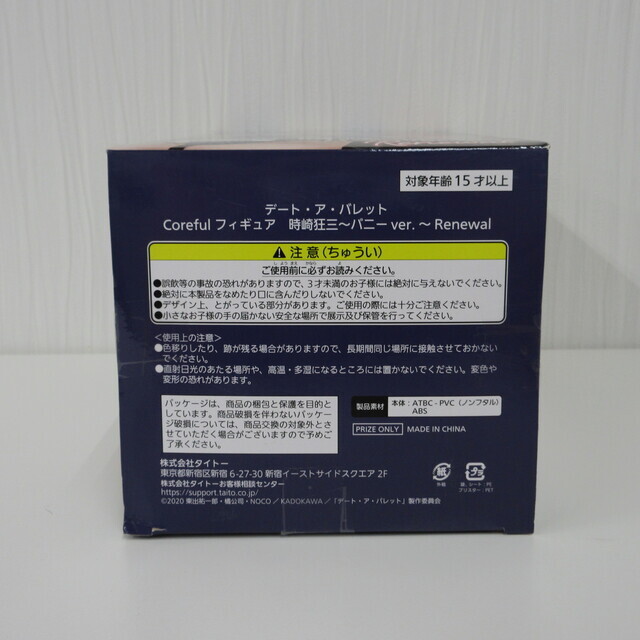 対象年齢15才以上
デート・ア・バレット
Coreful フィギュア 時崎狂三～バニー ver. ～ Renewal
注意(ちゅうい)
ご使用前に必ずお読みください。
●誤飲等の事故の恐れがありますので、3才未満のお子様には絶対に与えないでください。
●絶対に本製品をなめたり口に含んだりしないでください。
●デザイン上、とがっている部分があります。ご使用の際には十分ご注意ください。
●小さなお子様の手の届かない安全な場所で展示及び保管を行ってください。
＜使用上の注意＞
●色移りしたり、跡が残る場合がありますので、長期間同じ場所に接触させておかない
でください。
●直射日光のあたる場所や、高温・多湿になるところには置かないでください。変色や
変形の恐れがあります。
パッケージは、商品の梱包と保護を目的と
しています。商品破損を伴わないパッケー
ジ破損については、商品交換の対象外とさ
せていただく場合がございますので予めご
了承ください。
製品素材
本体：ATBC-PVC（ノンフタル）
ABS
PRIZE ONLY MADE IN CHINA
株式会社タイトー
東京都新宿区新宿 6-27-30 新宿イーストサイドスクエア 2F
株式会社タイトーお客様相談センター
https://support.taito.co.jp/
©2020 東出祐一郎・橘公司・NOCO／KADOKAWA／「デート・ア・バレット」製作委員会
紙
外箱
プラ
袋、シート：PE
ブリスター：PET